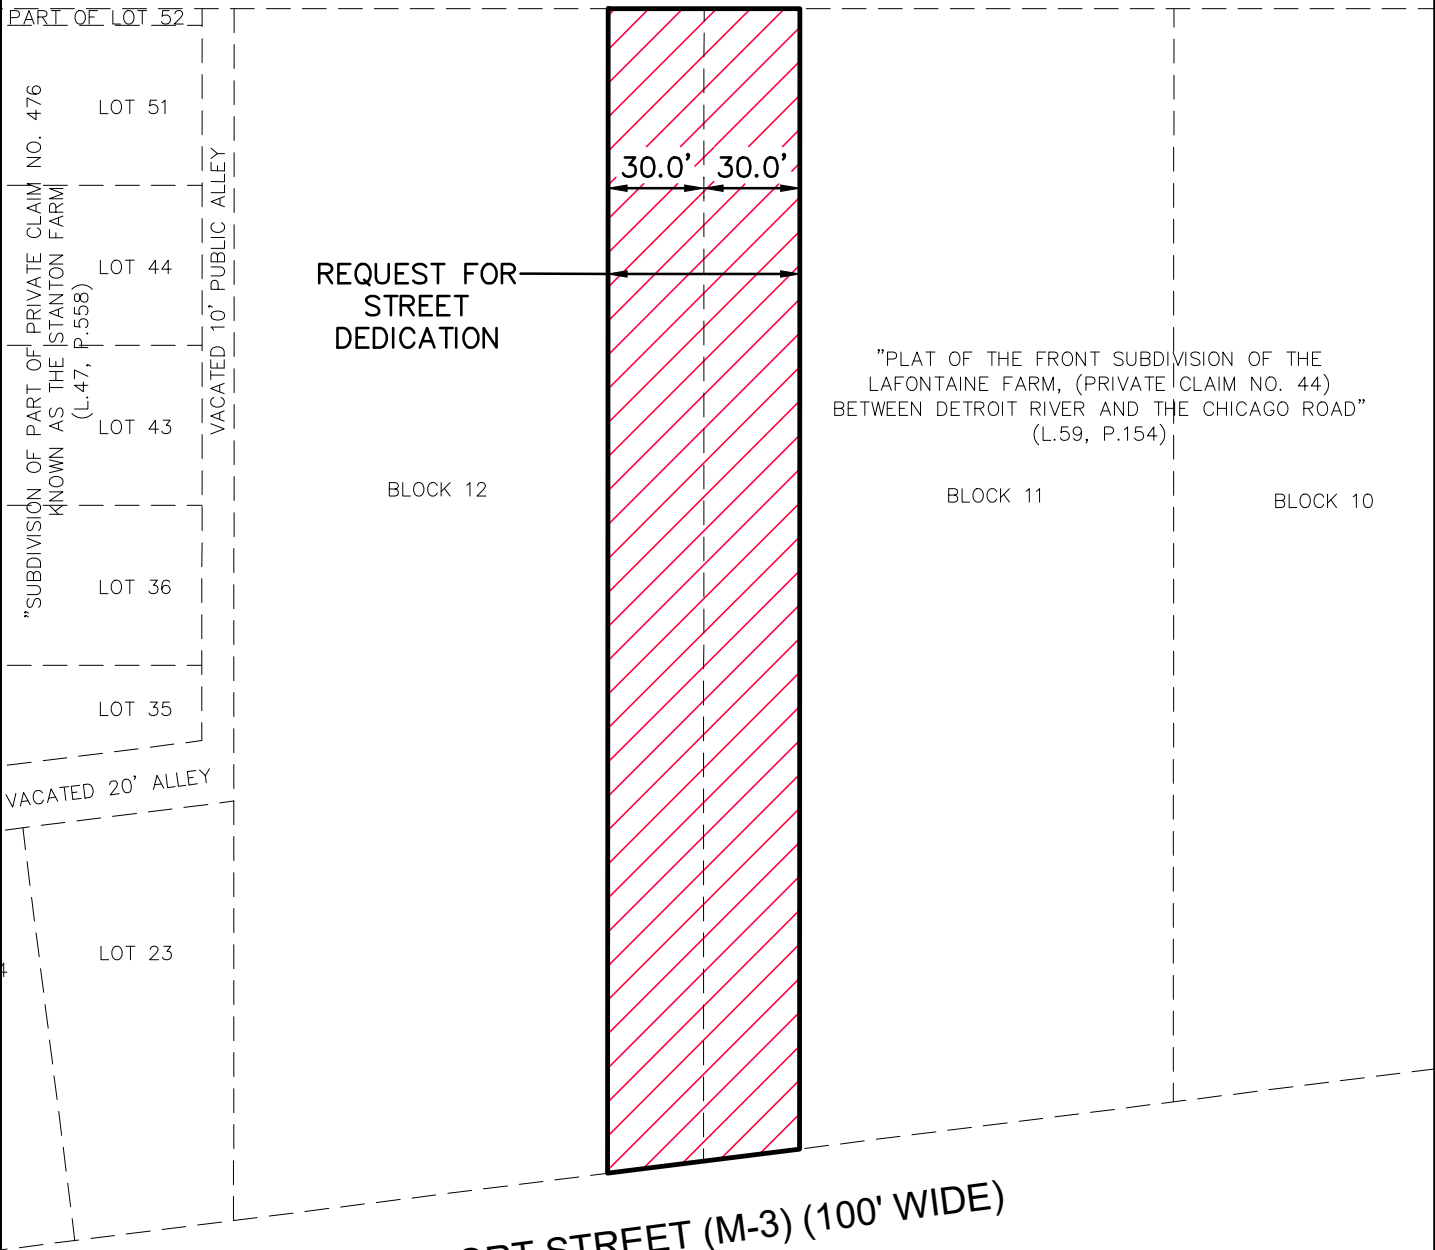 PART OF LOT 52
LOT 51
LOT 44
LOT 43
LOT 36
LOT 35
"SUBDIVISION OF PART OF PRIVATE CLAIM NO. 476
KNOWN AS THE STANTON FARM
(L.47, P.558)
VACATED 10' PUBLIC ALLEY
VACATED 20' ALLEY
LOT 23
30.0' 30.0'
REQUEST FOR
STREET
DEDICATION
BLOCK 12
"PLAT OF THE FRONT SUBDIVISION OF THE
LAFONTAINE FARM, (PRIVATE CLAIM NO. 44)
BETWEEN DETROIT RIVER AND THE CHICAGO ROAD"
(L.59, P.154)
BLOCK 11
BLOCK 10
STREET (M-3) (100' WIDE)